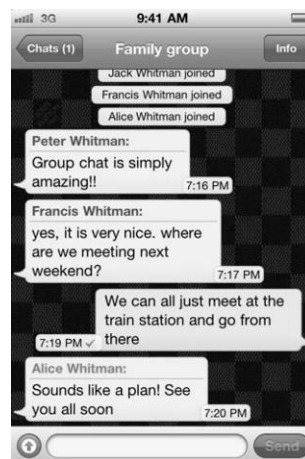 3G 9:41 AM
Chats (1) Family group Info
Jack Whitman joined
Francis Whitman joined
Alice Whitman joined
Peter Whitman:
Group chat is simply
amazing!!
7:16 PM
Francis Whitman:
yes, it is very nice. where
are we meeting next
weekend?
7:17 PM
We can all just meet at the
train station and go from
there
7:19 PM ✓
Alice Whitman:
Sounds like a plan! See
you all soon
7:20 PM
Send